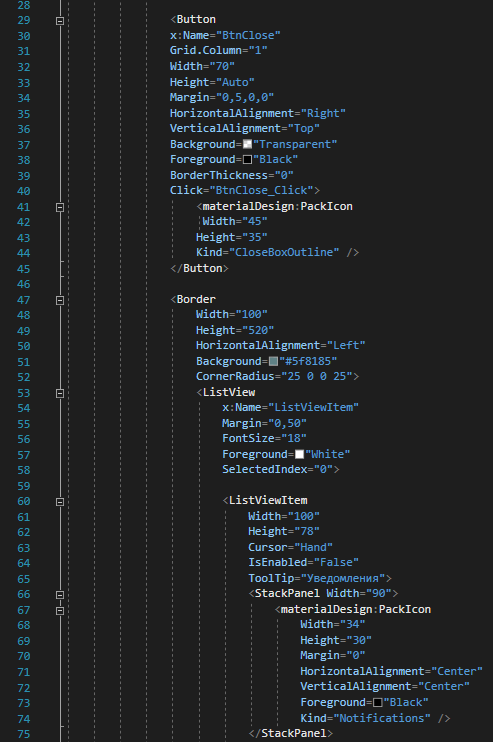 28
29 <Button
30 x:Name="BtnClose"
31 Grid.Column="1"
32 Width="70"
33 Height="Auto"
34 Margin="0,5,0,0"
35 HorizontalAlignment="Right"
36 VerticalAlignment="Top"
37 Background="Transparent"
38 Foreground="Black"
39 BorderThickness="0"
40 Click="BtnClose_Click">
41 <materialDesign:PackIcon
42 Width="45"
43 Height="35"
44 Kind="CloseBoxOutline" />
45 </Button>
46
47 <Border
48 Width="100"
49 Height="520"
50 HorizontalAlignment="Left"
51 Background="#5f8185"
52 CornerRadius="25 0 0 25">
53 <ListView
54 x:Name="ListViewItem"
55 Margin="0,50"
56 FontSize="18"
57 Foreground="White"
58 SelectedIndex="0">
59
60 <ListViewItem
61 Width="100"
62 Height="78"
63 Cursor="Hand"
64 IsEnabled="False"
65 ToolTip="Уведомления">
66 <StackPanel Width="90">
67 <materialDesign:PackIcon
68 Width="34"
69 Height="30"
70 Margin="0"
71 HorizontalAlignment="Center"
72 VerticalAlignment="Center"
73 Foreground="Black"
74 Kind="Notifications" />
75 </StackPanel>